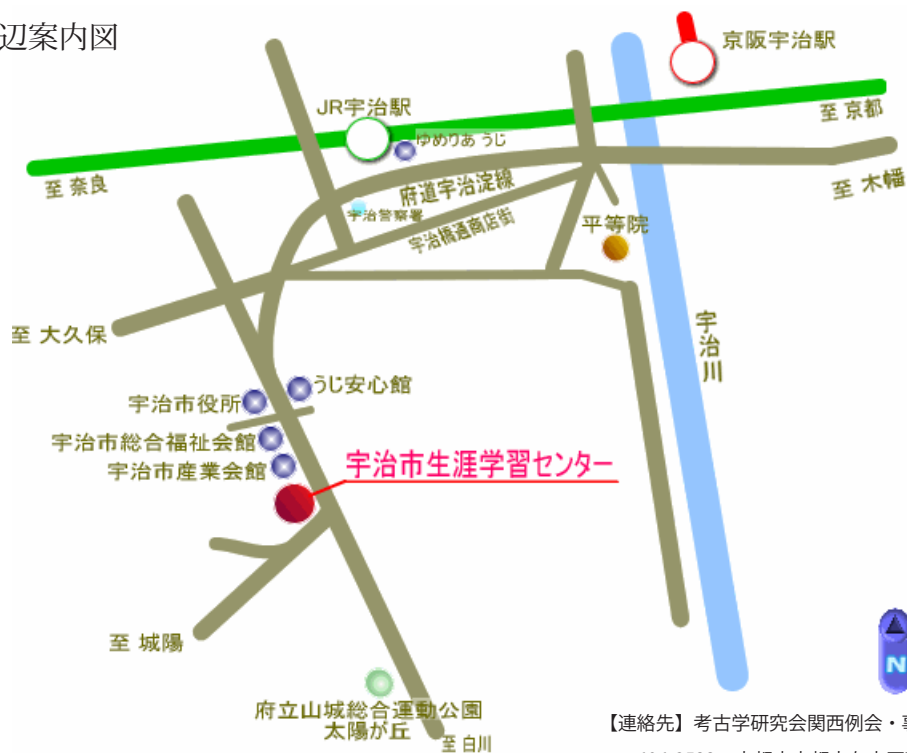 辺案内図
京阪宇治駅
JR宇治駅
ゆめりあ うじ
至 京都
至 奈良
府道宇治淀線
至 木幡
宇治警察署
宇治橋通商店街
平等院
至 大久保
宇治川
うじ安心館
宇治市役所
宇治市総合福祉会館
宇治市産業会館
宇治市生涯学習センター
至 城陽
N
府立山城総合運動公園
太陽が丘
至 白川
【連絡先】考古学研究会関西例会・